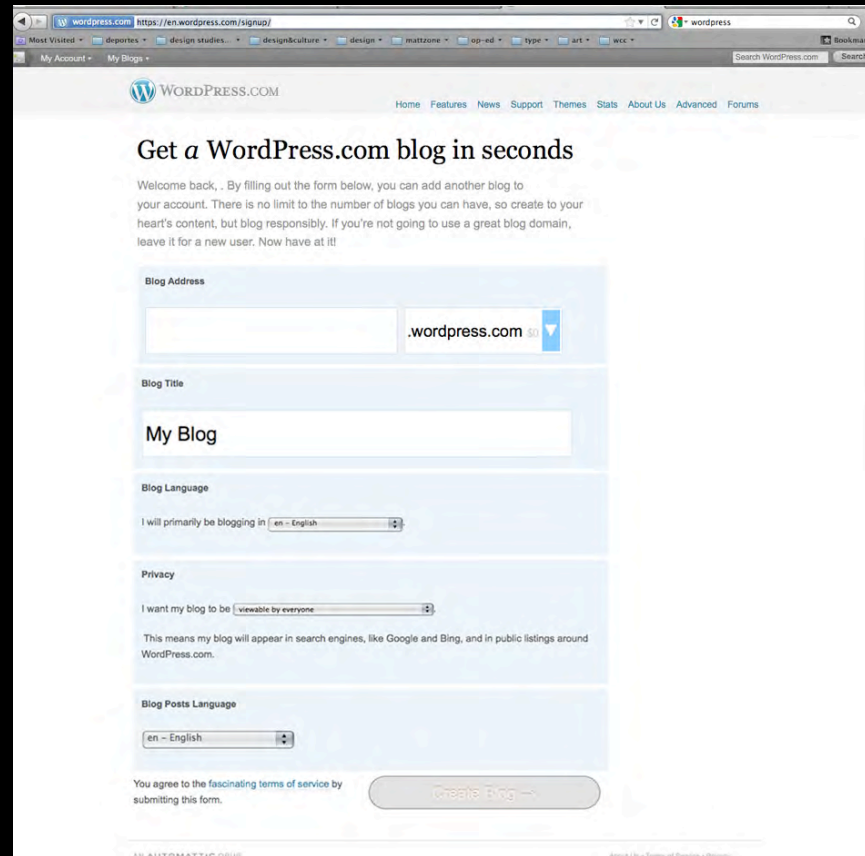 wordpress.com https://en.wordpress.com/signup/
wordpress
Most Visited deportes design studies... design&culture design mattzone op-ed type art wcc Bookmar
My Account My Blogs Search WordPress.com Search
WORDPRESS.COM
Home Features News Support Themes Stats About Us Advanced Forums
Get a WordPress.com blog in seconds
Welcome back, . By filling out the form below, you can add another blog to
your account. There is no limit to the number of blogs you can have, so create to your
heart's content, but blog responsibly. If you're not going to use a great blog domain,
leave it for a new user. Now have at it!
Blog Address
.wordpress.com $0
Blog Title
My Blog
Blog Language
I will primarily be blogging in en – English .
Privacy
I want my blog to be viewable by everyone .
This means my blog will appear in search engines, like Google and Bing, and in public listings around
WordPress.com.
Blog Posts Language
en – English
You agree to the fascinating terms of service by
submitting this form.
Create Blog →
AUTOMATTIC